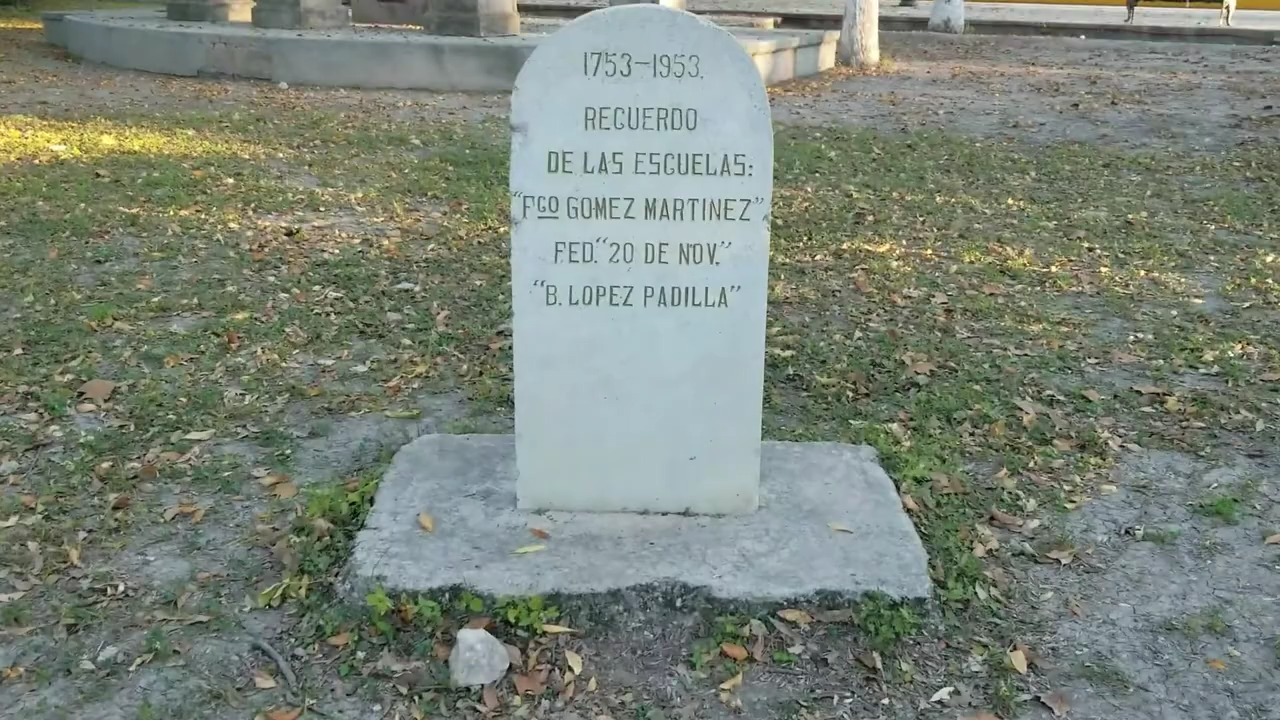 1753-1953.
RECUERDO
DE LAS ESCUELAS:
"Fco GOMEZ MARTINEZ"
FED. "20 DE NOV."
"B. LOPEZ PADILLA"